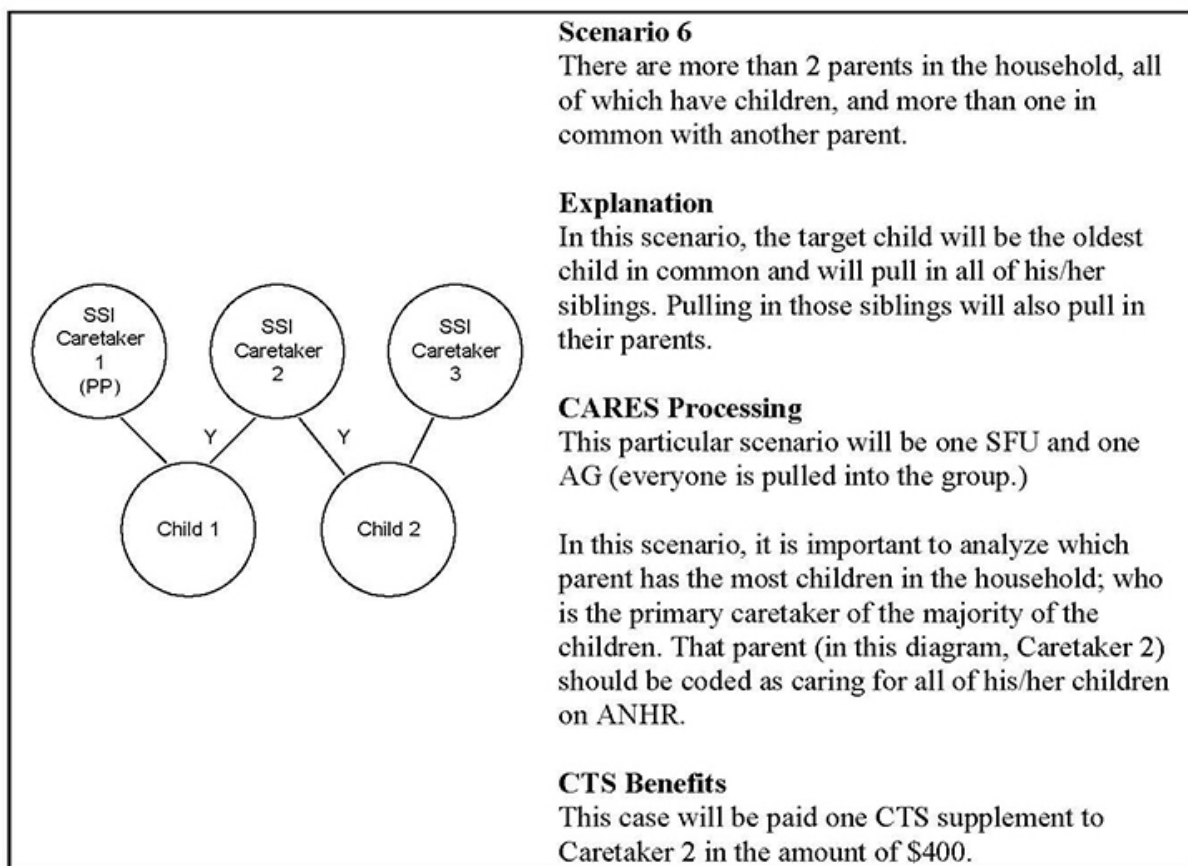 SSI
Caretaker
1
(PP)
SSI
Caretaker
2
SSI
Caretaker
3
Y
Y
Child 1
Child 2
Scenario 6
There are more than 2 parents in the household, all
of which have children, and more than one in
common with another parent.
Explanation
In this scenario, the target child will be the oldest
child in common and will pull in all of his/her
siblings. Pulling in those siblings will also pull in
their parents.
CARES Processing
This particular scenario will be one SFU and one
AG (everyone is pulled into the group.)
In this scenario, it is important to analyze which
parent has the most children in the household; who
is the primary caretaker of the majority of the
children. That parent (in this diagram, Caretaker 2)
should be coded as caring for all of his/her children
on ANHR.
CTS Benefits
This case will be paid one CTS supplement to
Caretaker 2 in the amount of $400.